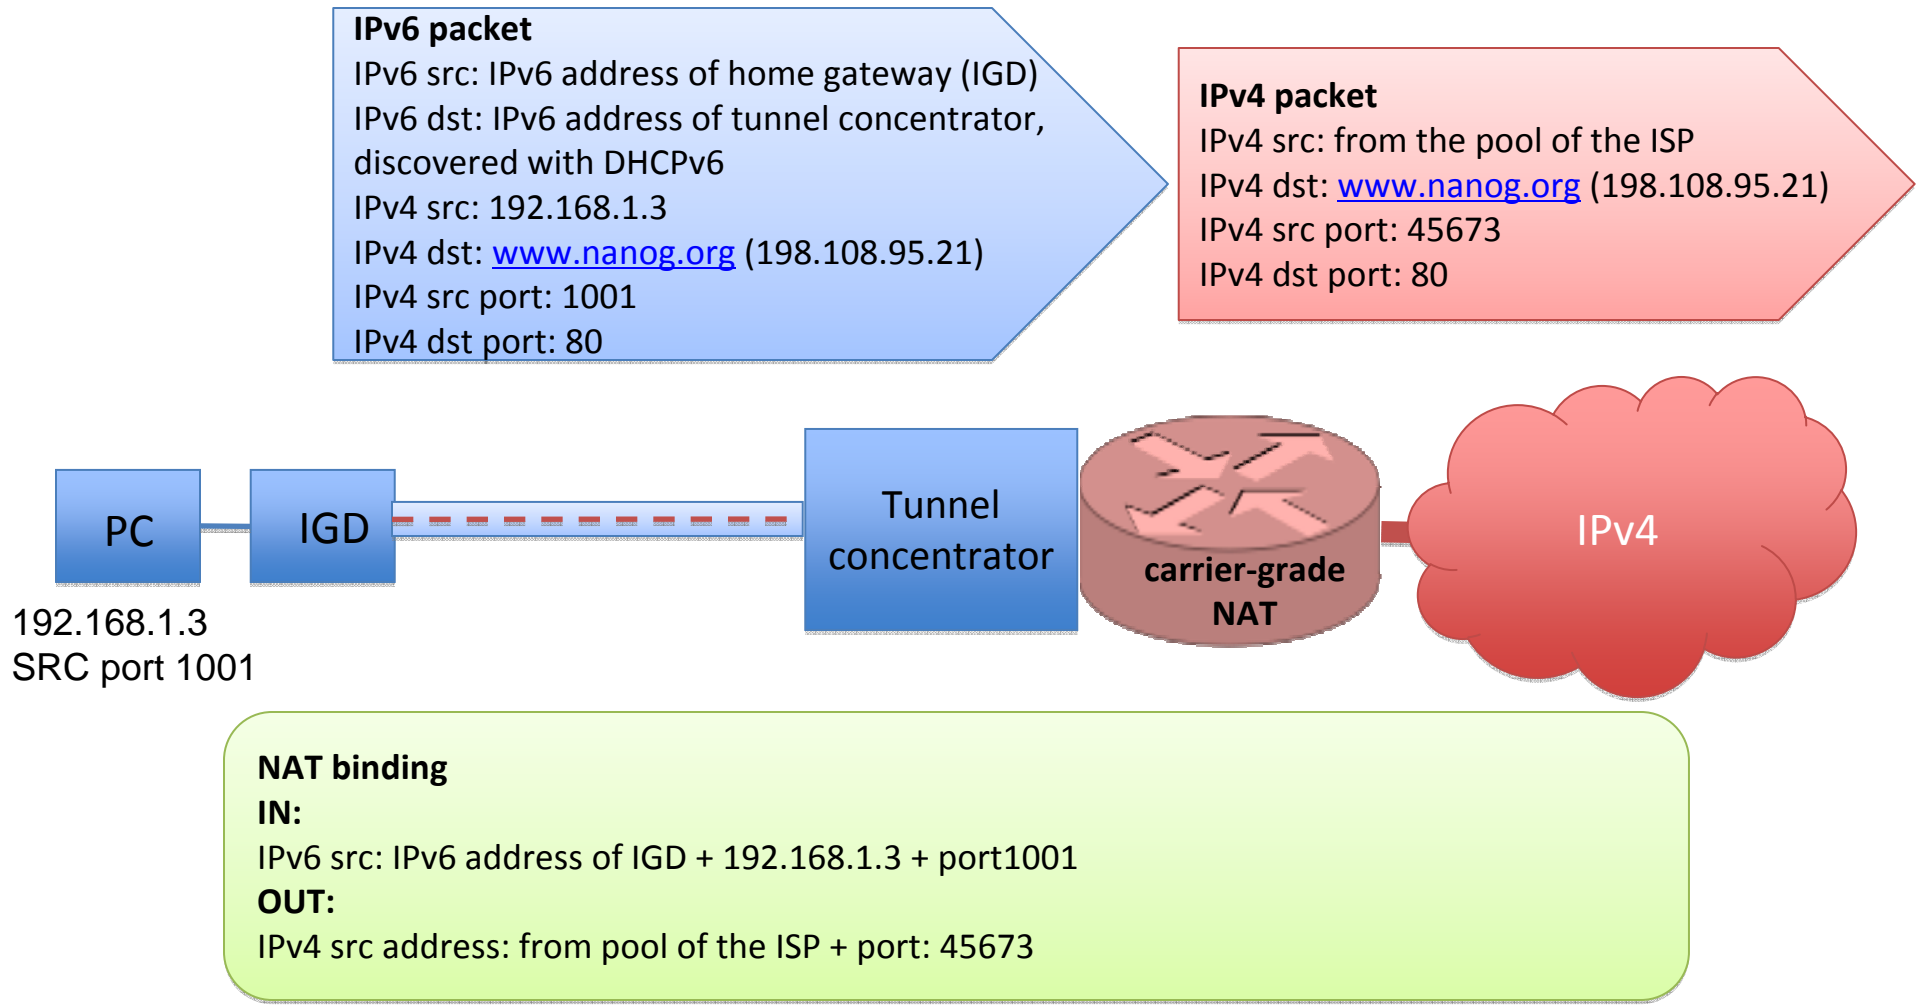 IPv6 packet
IPv6 src: IPv6 address of home gateway (IGD)
IPv6 dst: IPv6 address of tunnel concentrator,
discovered with DHCPv6
IPv4 src: 192.168.1.3
IPv4 dst: www.nanog.org (198.108.95.21)
IPv4 src port: 1001
IPv4 dst port: 80
IPv4 packet
IPv4 src: from the pool of the ISP
IPv4 dst: www.nanog.org (198.108.95.21)
IPv4 src port: 45673
IPv4 dst port: 80
PC
IGD
Tunnel
concentrator
carrier-grade
NAT
IPv4
192.168.1.3
SRC port 1001
NAT binding
IN:
IPv6 src: IPv6 address of IGD + 192.168.1.3 + port1001
OUT:
IPv4 src address: from pool of the ISP + port: 45673